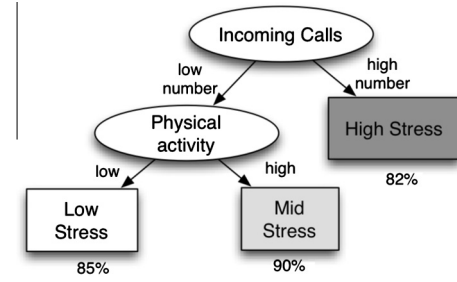 Incoming Calls
low
number
high
number
Physical
activity
High Stress
82%
low
high
Low
Stress
Mid
Stress
85%
90%